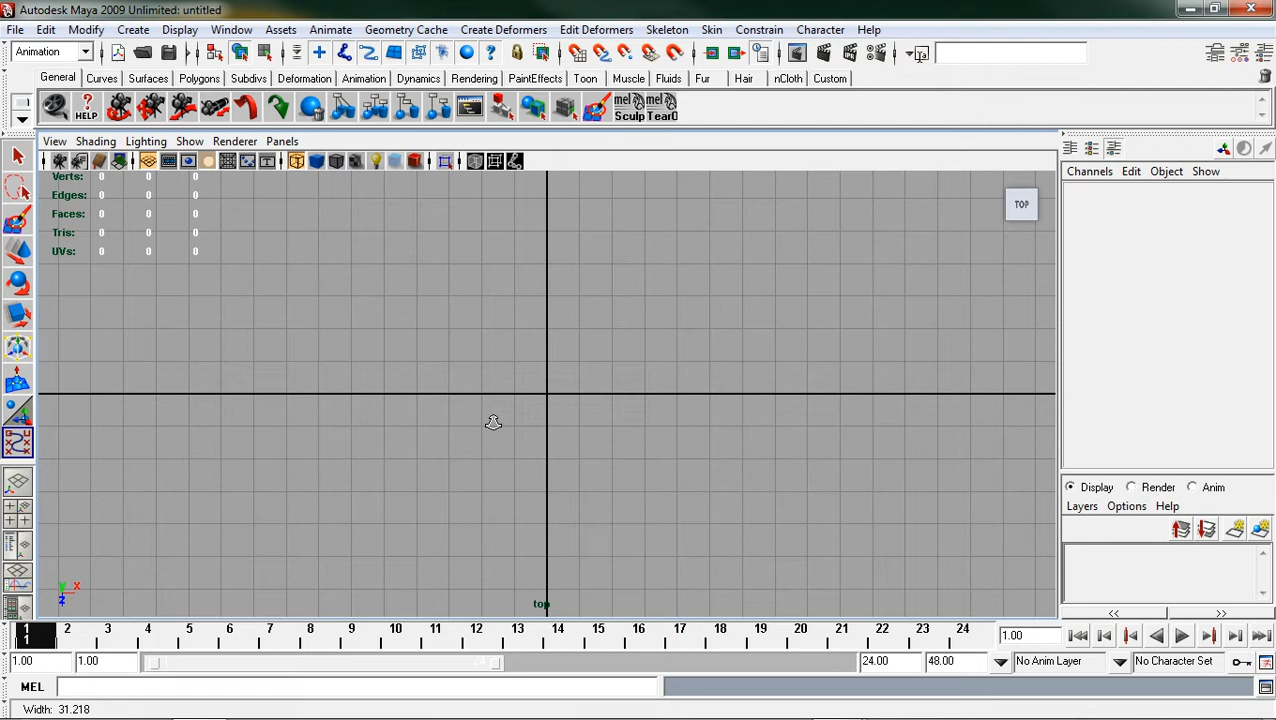 Autodesk Maya 2009 Unlimited: untitled
File Edit Modify Create Display Window Assets Animate Geometry Cache Create Deformers Edit Deformers Skeleton Skin Constrain Character Help
Animation
General Curves Surfaces Polygons Subdivs Deformation Animation Dynamics Rendering PaintEffects Toon Muscle Fluids Fur Hair nCloth Custom
HELP mel Sculp mel Tear
View Shading Lighting Renderer Show Panels
Channels Edit Object Show
Verts: 0 0 0
Edges: 0 0 0
Faces: 0 0 0
Tris: 0 0 0
UVs: 0 0 0
TOP
Display Render Anim
Layers Options Help
Y X
Z
top
<< >>
1 2 3 4 5 6 7 8 9 10 11 12 13 14 15 16 17 18 19 20 21 22 23 24
1
1.00
1.00 1.00 24 24.00 48.00 No Anim Layer No Character Set
MEL
Width: 31.218